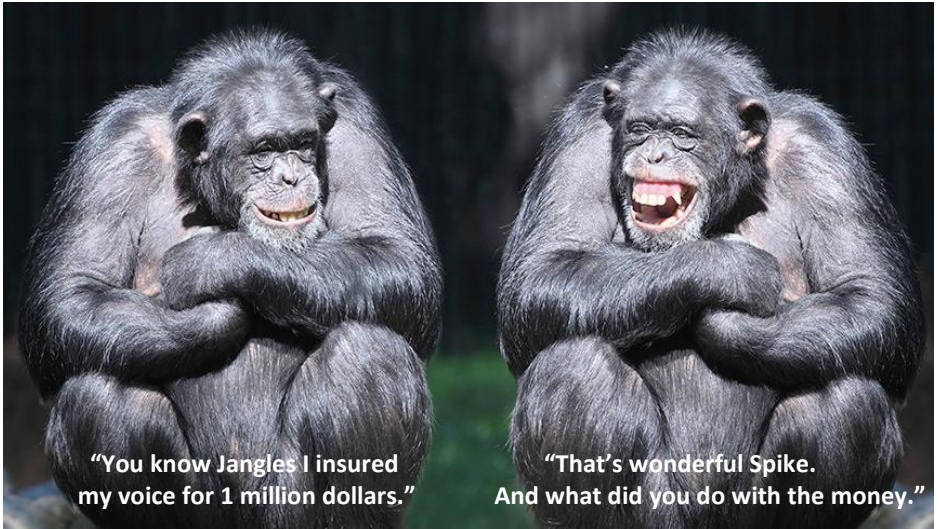 “You know Jangles I insured
my voice for 1 million dollars.”
“That’s wonderful Spike.
And what did you do with the money.”